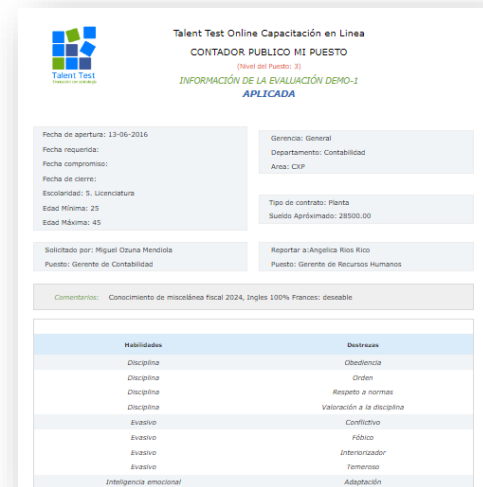 Talent Test
Talent Test Online Capacitación en Linea
CONTADOR PUBLICO MI PUESTO
(Nivel del Puesto: 3)
INFORMACIÓN DE LA EVALUACIÓN DEMO-1
APLICADA
Fecha de apertura: 13-06-2016
Fecha requerida:
Fecha compromiso:
Fecha de cierre:
Escolaridad: 5. Licenciatura
Edad Mínima: 25
Edad Máxima: 45
Gerencia: General
Departamento: Contabilidad
Area: CXP
Tipo de contrato: Planta
Sueldo Apróximado: 28500.00
Solicitado por: Miguel Ozuna Mendiola
Puesto: Gerente de Contabilidad
Reportar a:Angelica Rios Rico
Puesto: Gerente de Recursos Humanos
Comentarios: Conocimiento de miscelánea fiscal 2024, Ingles 100% Frances: deseable
Habilidades Destrezas
Disciplina Obediencia
Disciplina Orden
Disciplina Respeto a normas
Disciplina Valoración a la disciplina
Evasivo Conflictivo
Evasivo Fóbico
Evasivo Interiorizador
Evasivo Temeroso
Inteligencia emocional Adaptación